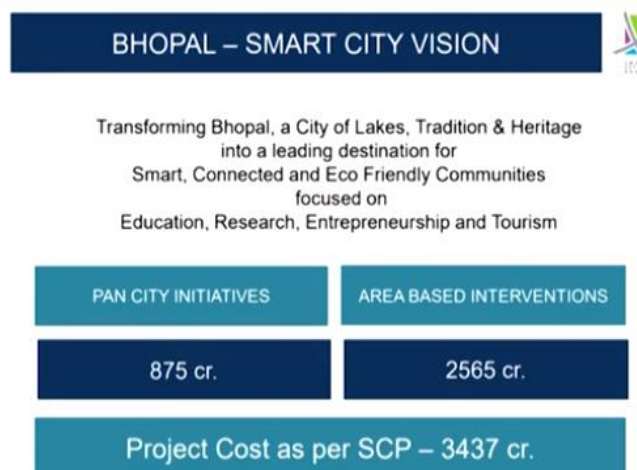 BHOPAL – SMART CITY VISION
Transforming Bhopal, a City of Lakes, Tradition & Heritage
into a leading destination for
Smart, Connected and Eco Friendly Communities
focused on
Education, Research, Entrepreneurship and Tourism
PAN CITY INITIATIVES
AREA BASED INTERVENTIONS
875 cr.
2565 cr.
Project Cost as per SCP – 3437 cr.